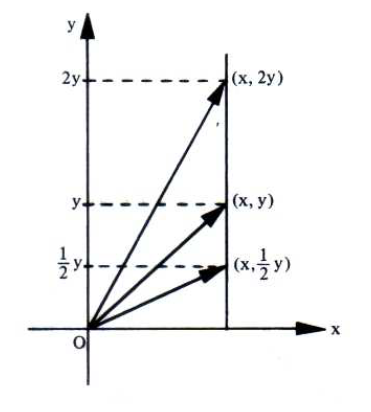 y
2y
(x, 2y)
y
(x, y)
1/2 y
(x, 1/2 y)
O
x